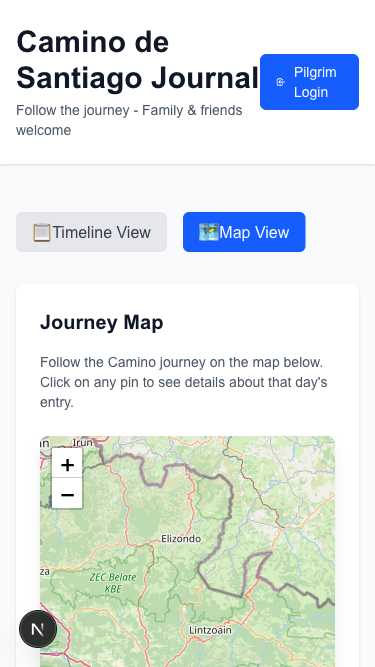 Camino de
Santiago Journal
Follow the journey - Family & friends
welcome
Pilgrim
Login
Timeline View
Map View
Journey Map
Follow the Camino journey on the map below.
Click on any pin to see details about that day's
entry.
Irun
+
−
Elizondo
za
ZEC Belate
KBE
Lintzoain
N